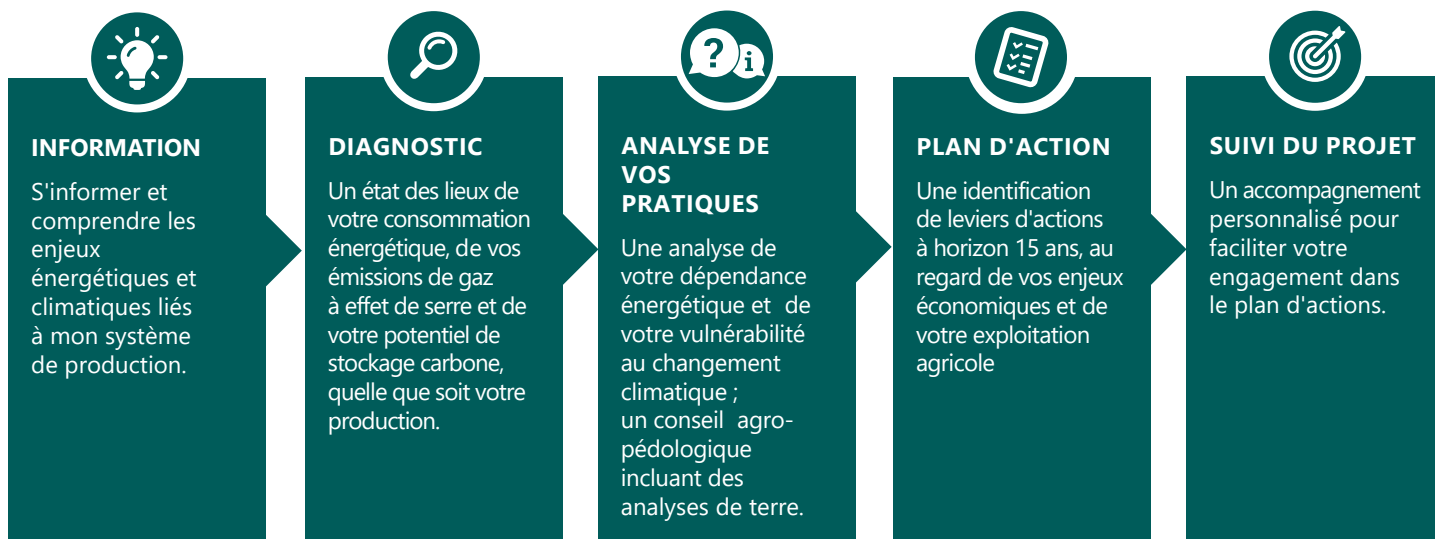 INFORMATION
S'informer et
comprendre les
enjeux
énergétiques et
climatiques liés
à mon système
de production.
DIAGNOSTIC
Un état des lieux de
votre consommation
énergétique, de vos
émissions de gaz
à effet de serre et de
votre potentiel de
stockage carbone,
quelle que soit votre
production.
?
i
ANALYSE DE
VOS
PRATIQUES
Une analyse de
votre dépendance
énergétique et de
votre vulnérabilité
au changement
climatique ;
un conseil agro-
pédologique
incluant des
analyses de terre.
PLAN D'ACTION
Une identification
de leviers d'actions
à horizon 15 ans, au
regard de vos enjeux
économiques et de
votre exploitation
agricole
SUIVI DU PROJET
Un accompagnement
personnalisé pour
faciliter votre
engagement dans
le plan d'actions.